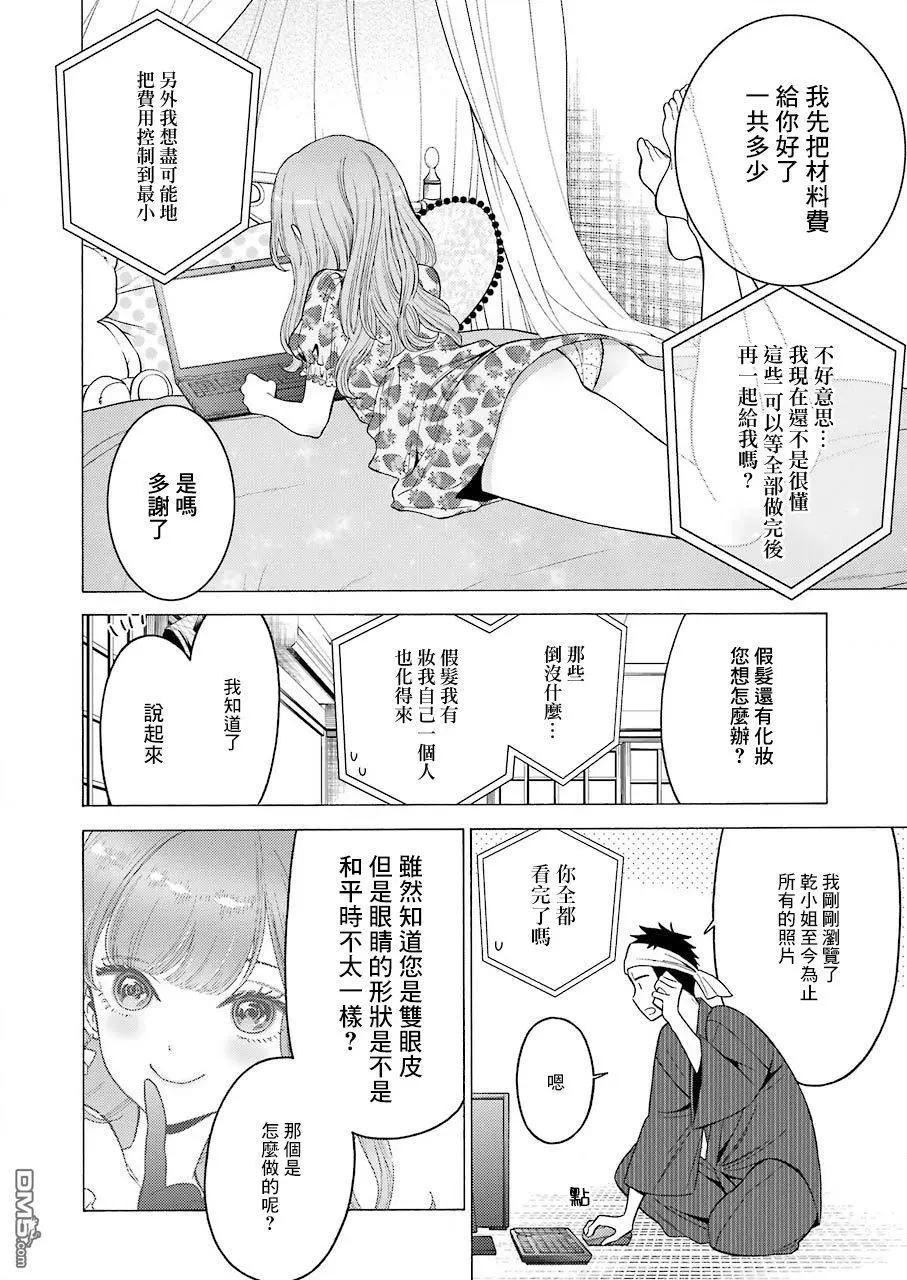 我先把材料費
給你好了
一共多少
不好意思…
我現在還不是很懂
這些可以等全部做完後
再一起給我嗎？
另外我想盡可能地
把費用控制到最小
是嗎
多謝了
假髮還有化妝
您想怎麼辦？
那些
倒沒什麼…
假髮我有
妝我自己一個人
也化得來
我知道了
說起來
我剛剛瀏覽了
乾小姐至今為止
所有的照片
你全都
看完了嗎
嗯
點
雖然知道您是雙眼皮
但是眼睛的形狀是不是
和平時不太一樣？
那個是
怎麼做的呢？
DM5.com